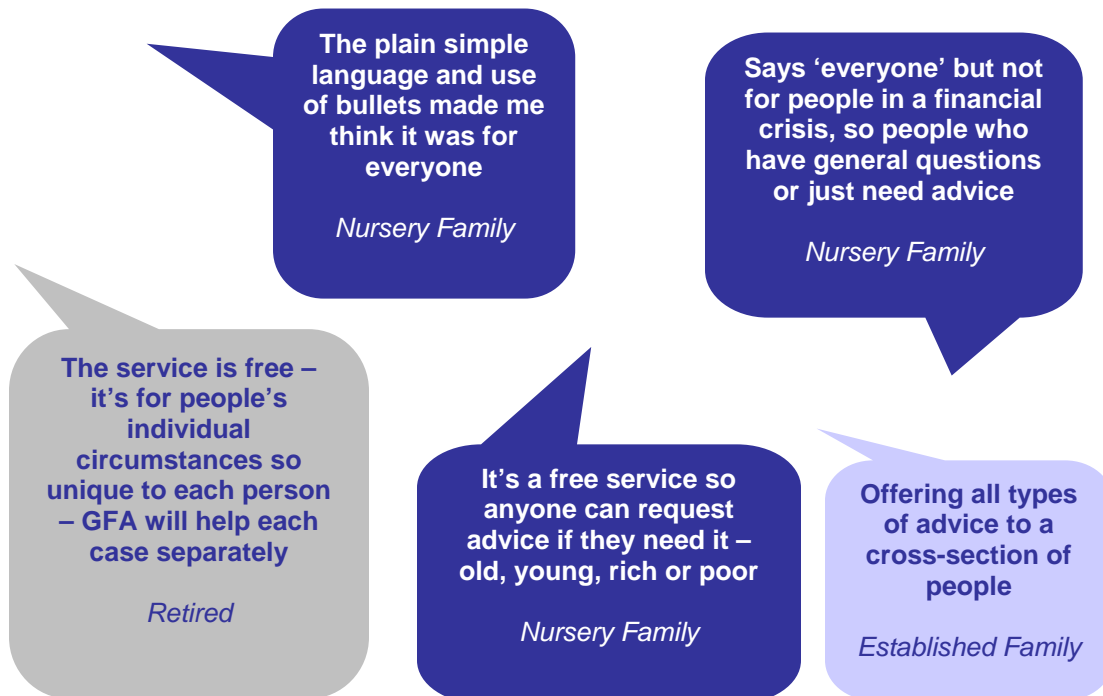 The plain simple
language and use
of bullets made me
think it was for
everyone
Nursery Family
Says ‘everyone’ but not
for people in a financial
crisis, so people who
have general questions
or just need advice
Nursery Family
The service is free –
it’s for people’s
individual
circumstances so
unique to each person
– GFA will help each
case separately
Retired
It’s a free service so
anyone can request
advice if they need it –
old, young, rich or poor
Nursery Family
Offering all types
of advice to a
cross-section of
people
Established Family